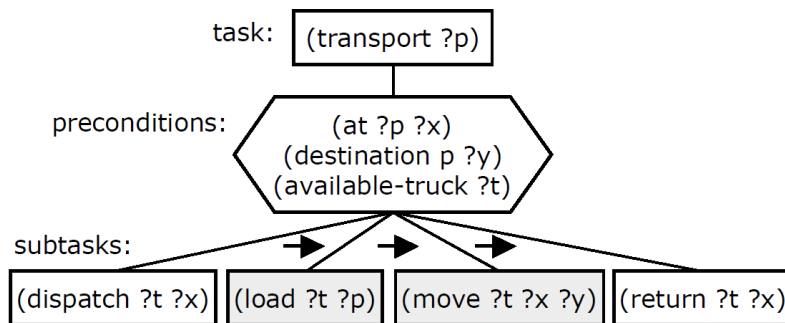 task:
(transport ?p)
preconditions:
(at ?p ?x)
(destination p ?y)
(available-truck ?t)
subtasks:
(dispatch ?t ?x)
(load ?t ?p)
(move ?t ?x ?y)
(return ?t ?x)